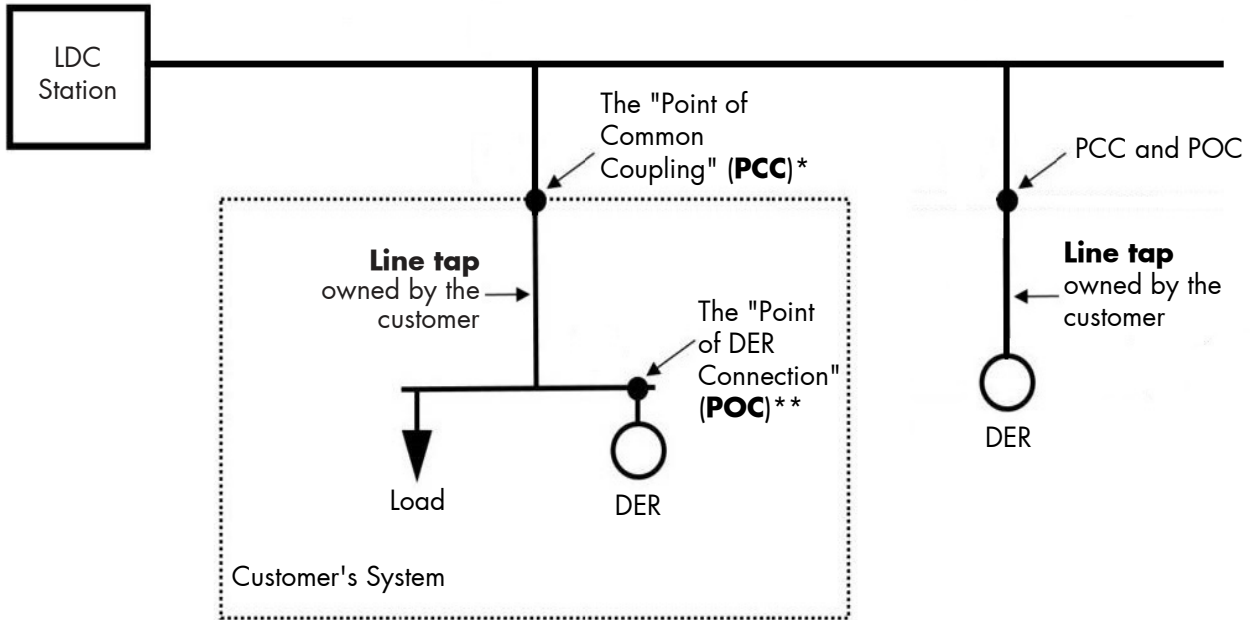 LDC
Station
The "Point of
Common
Coupling" (PCC)*
PCC and POC
Line tap
owned by the
customer
Line tap
owned by the
customer
The "Point
of DER
Connection"
(POC)**
DER
Load
DER
Customer's System